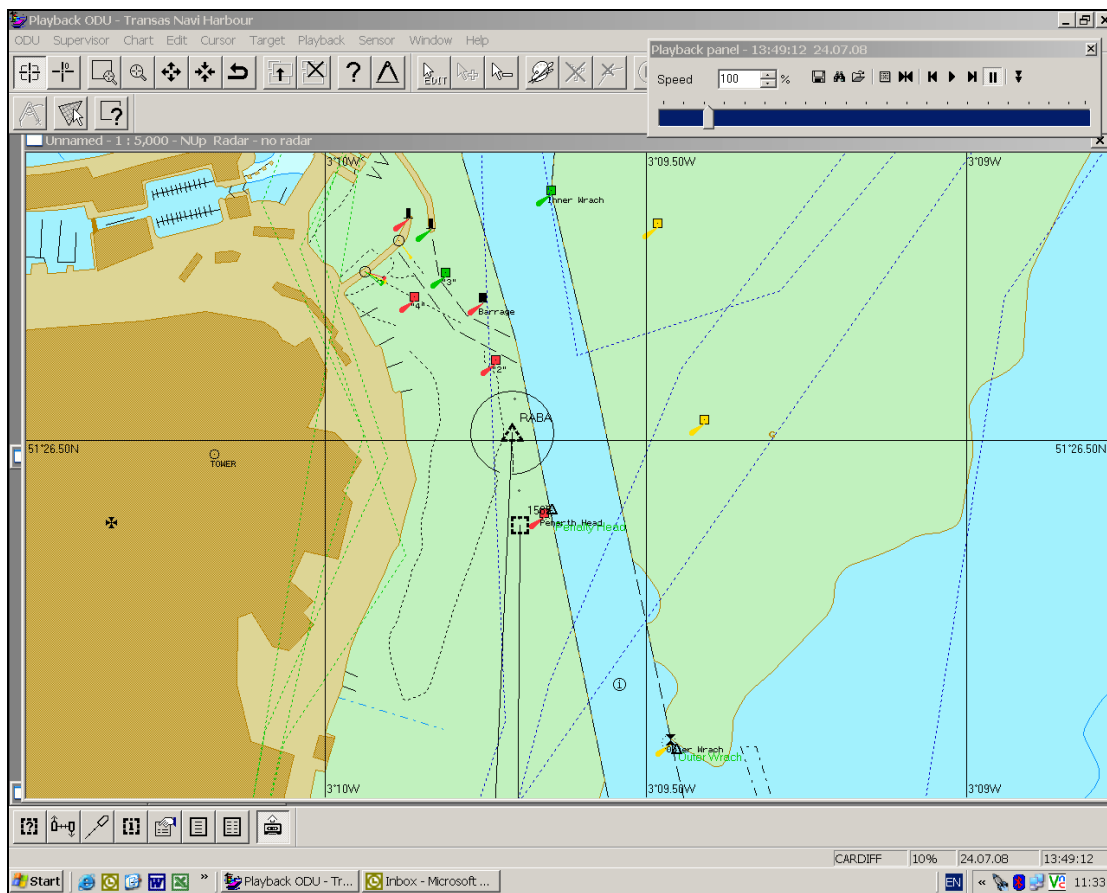 Playback ODU - Transas Navi Harbour
ODU Supervisor Chart Edit Cursor Target Playback Sensor Window Help
Playback panel - 13:49:12 24.07.08
Speed 100 %
EDIT
Unnamed - 1 : 5,000 - NUp Radar - no radar
3°10W 3°09.50W 3°09W
Inner Wrach
"3"
"4"
Barrage
"2"
RABA
51°26.50N 51°26.50N
TOWER
Penarth Head
Outer Wrach
3°10W 3°09.50W 3°09W
CARDIFF 10% 24.07.08 13:49:12
Start Playback ODU - Tr... Inbox - Microsoft ... EN 11:33